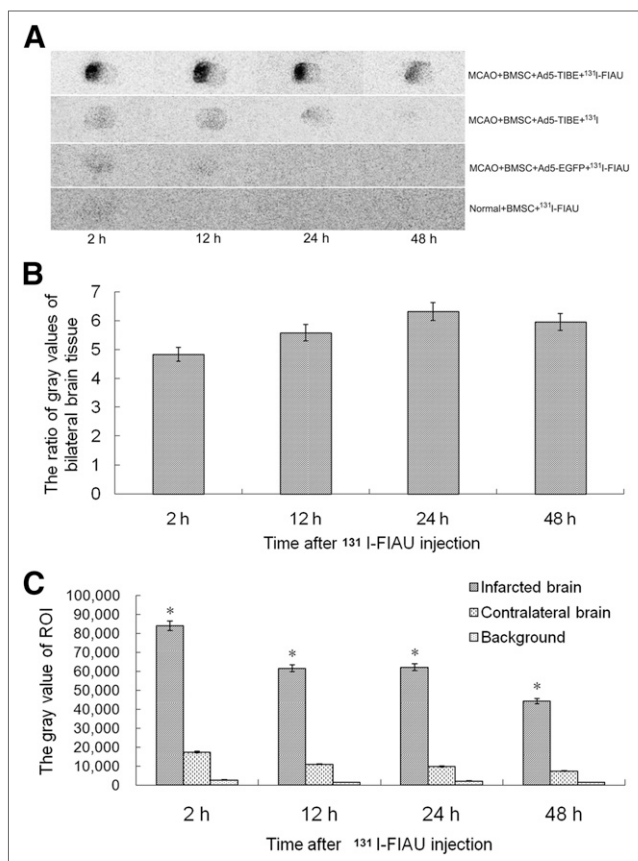 A
MCAO+BMSC+Ad5-TIBE+¹³¹I-FIAU
MCAO+BMSC+Ad5-TIBE+¹³¹I
MCAO+BMSC+Ad5-EGFP+¹³¹I-FIAU
Normal+BMSC+¹³¹I-FIAU
2 h 12 h 24 h 48 h
B
The ratio of gray values of
bilateral brain tissue
7
6
5
4
3
2
1
0
2 h 12 h 24 h 48 h
Time after ¹³¹ I-FIAU injection
C
The gray value of ROI
100,000
90,000
80,000
70,000
60,000
50,000
40,000
30,000
20,000
10,000
0
Infarcted brain
Contralateral brain
Background
* * * *
2 h 12 h 24 h 48 h
Time after ¹³¹ I-FIAU injection